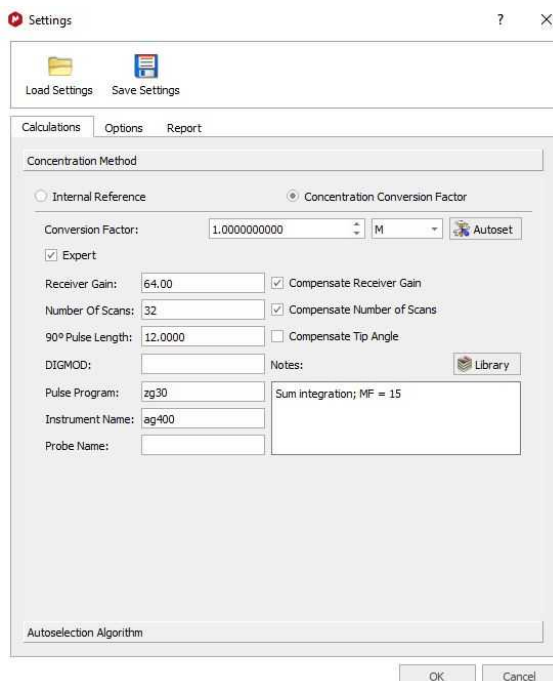 Settings
Load Settings Save Settings
Calculations Options Report
Concentration Method
Internal Reference Concentration Conversion Factor
Conversion Factor: 1.0000000000 M Autoset
Expert
Receiver Gain: 64.00 Compensate Receiver Gain
Number Of Scans: 32 Compensate Number of Scans
90º Pulse Length: 12.0000 Compensate Tip Angle
DIGMOD: Notes: Library
Pulse Program: zg30 Sum integration; MF = 15
Instrument Name: ag400
Probe Name:
Autoselection Algorithm
OK Cancel